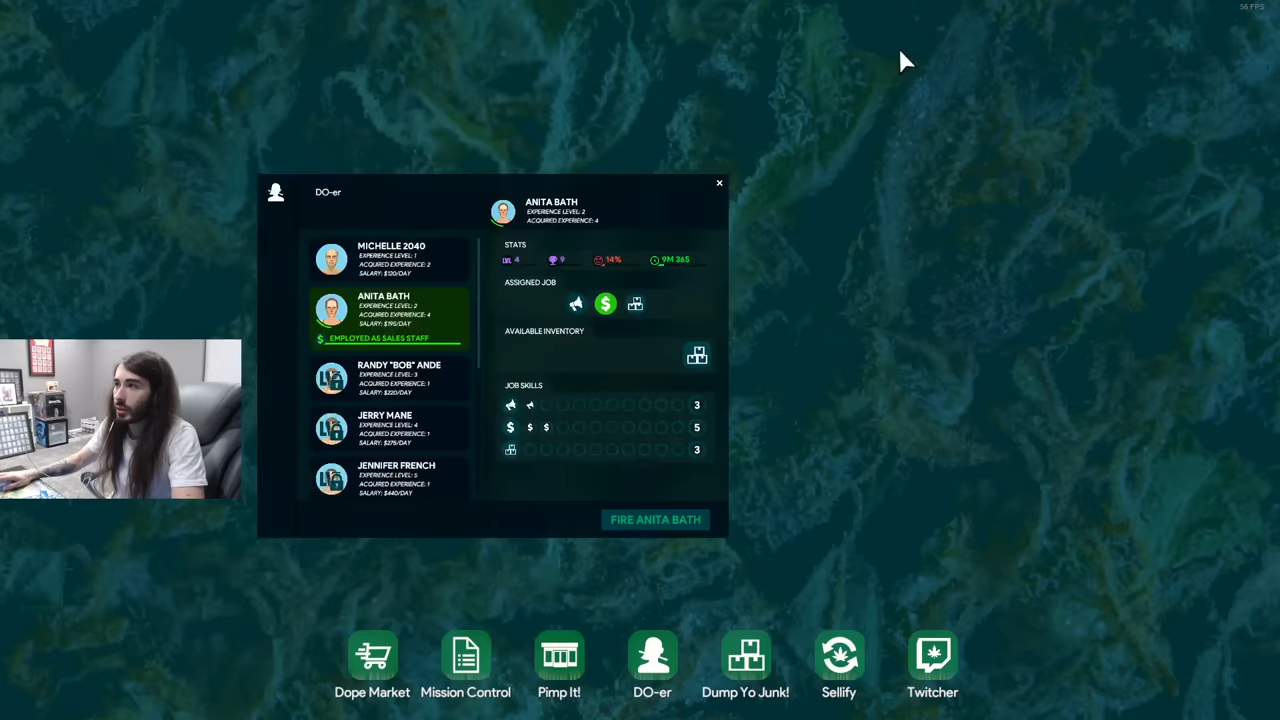 56 FPS
DO-er
ANITA BATH
EXPERIENCE LEVEL: 2
ACQUIRED EXPERIENCE: 4
MICHELLE 2040
EXPERIENCE LEVEL: 1
ACQUIRED EXPERIENCE: 2
SALARY: $120/DAY
ANITA BATH
EXPERIENCE LEVEL: 2
ACQUIRED EXPERIENCE: 4
SALARY: $195/DAY
$ EMPLOYED AS SALES STAFF
RANDY "BOB" ANDE
EXPERIENCE LEVEL: 3
ACQUIRED EXPERIENCE: 1
SALARY: $220/DAY
JERRY MANE
EXPERIENCE LEVEL: 4
ACQUIRED EXPERIENCE: 1
SALARY: $275/DAY
JENNIFER FRENCH
EXPERIENCE LEVEL: 5
ACQUIRED EXPERIENCE: 1
SALARY: $440/DAY
STATS
LVL 4 9 14% 9M 36S
ASSIGNED JOB
$
AVAILABLE INVENTORY
JOB SKILLS
3
$ $ $ 5
3
FIRE ANITA BATH
Dope Market
Mission Control
Pimp It!
DO-er
Dump Yo Junk!
Sellify
Twitcher